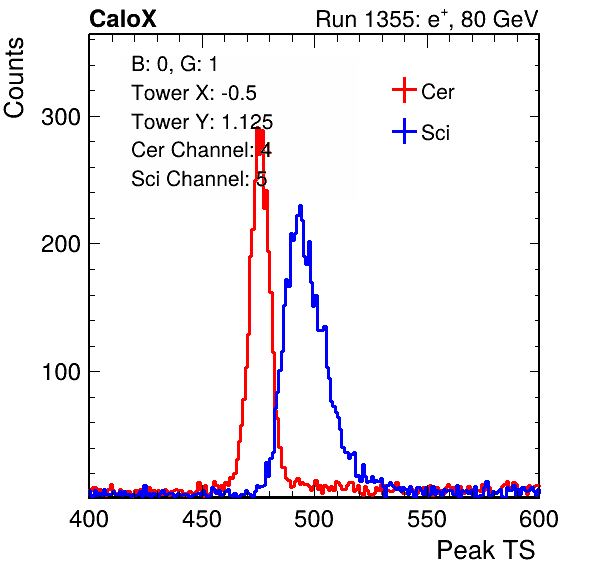 CaloX Run 1355: e⁺, 80 GeV
Counts
B: 0, G: 1
Tower X: -0.5
Tower Y: 1.125
Cer Channel: 4
Sci Channel: 5
Cer
Sci
300
200
100
400 450 500 550 600
Peak TS